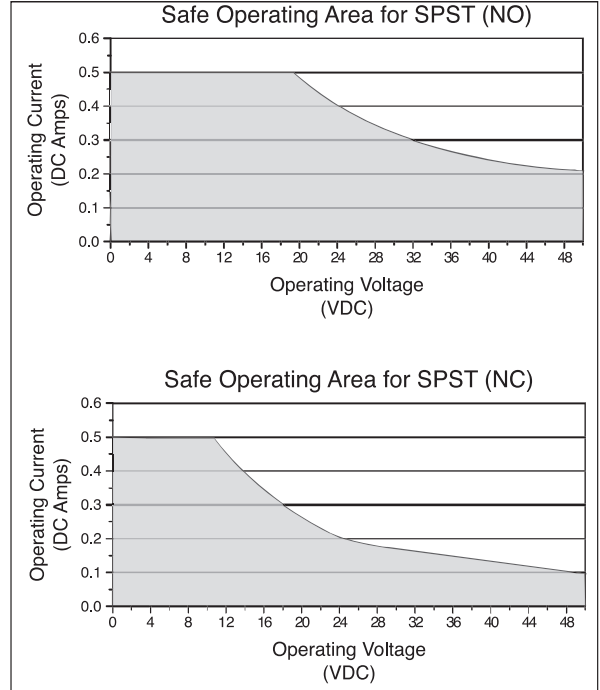 Safe Operating Area for SPST (NO)
Operating Current
(DC Amps)
0.6
0.5
0.4
0.3
0.2
0.1
0.0
0 4 8 12 16 20 24 28 32 36 40 44 48
Operating Voltage
(VDC)
Safe Operating Area for SPST (NC)
Operating Current
(DC Amps)
0.6
0.5
0.4
0.3
0.2
0.1
0.0
0 4 8 12 16 20 24 28 32 36 40 44 48
Operating Voltage
(VDC)